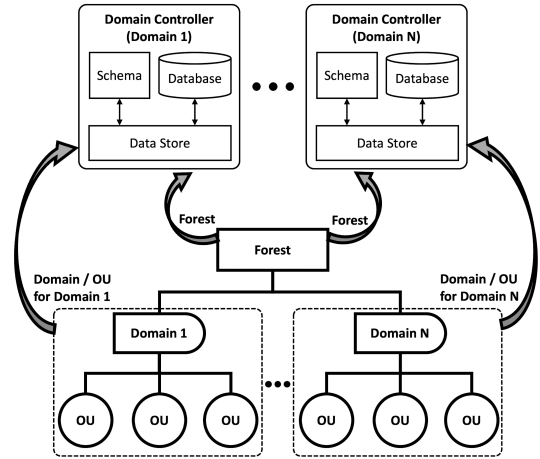 Domain Controller
(Domain 1)
Schema
Database
Data Store
Domain Controller
(Domain N)
Schema
Database
Data Store
Forest
Forest
Forest
Domain / OU
for Domain 1
Domain / OU
for Domain N
Domain 1
Domain N
OU
OU
OU
OU
OU
OU